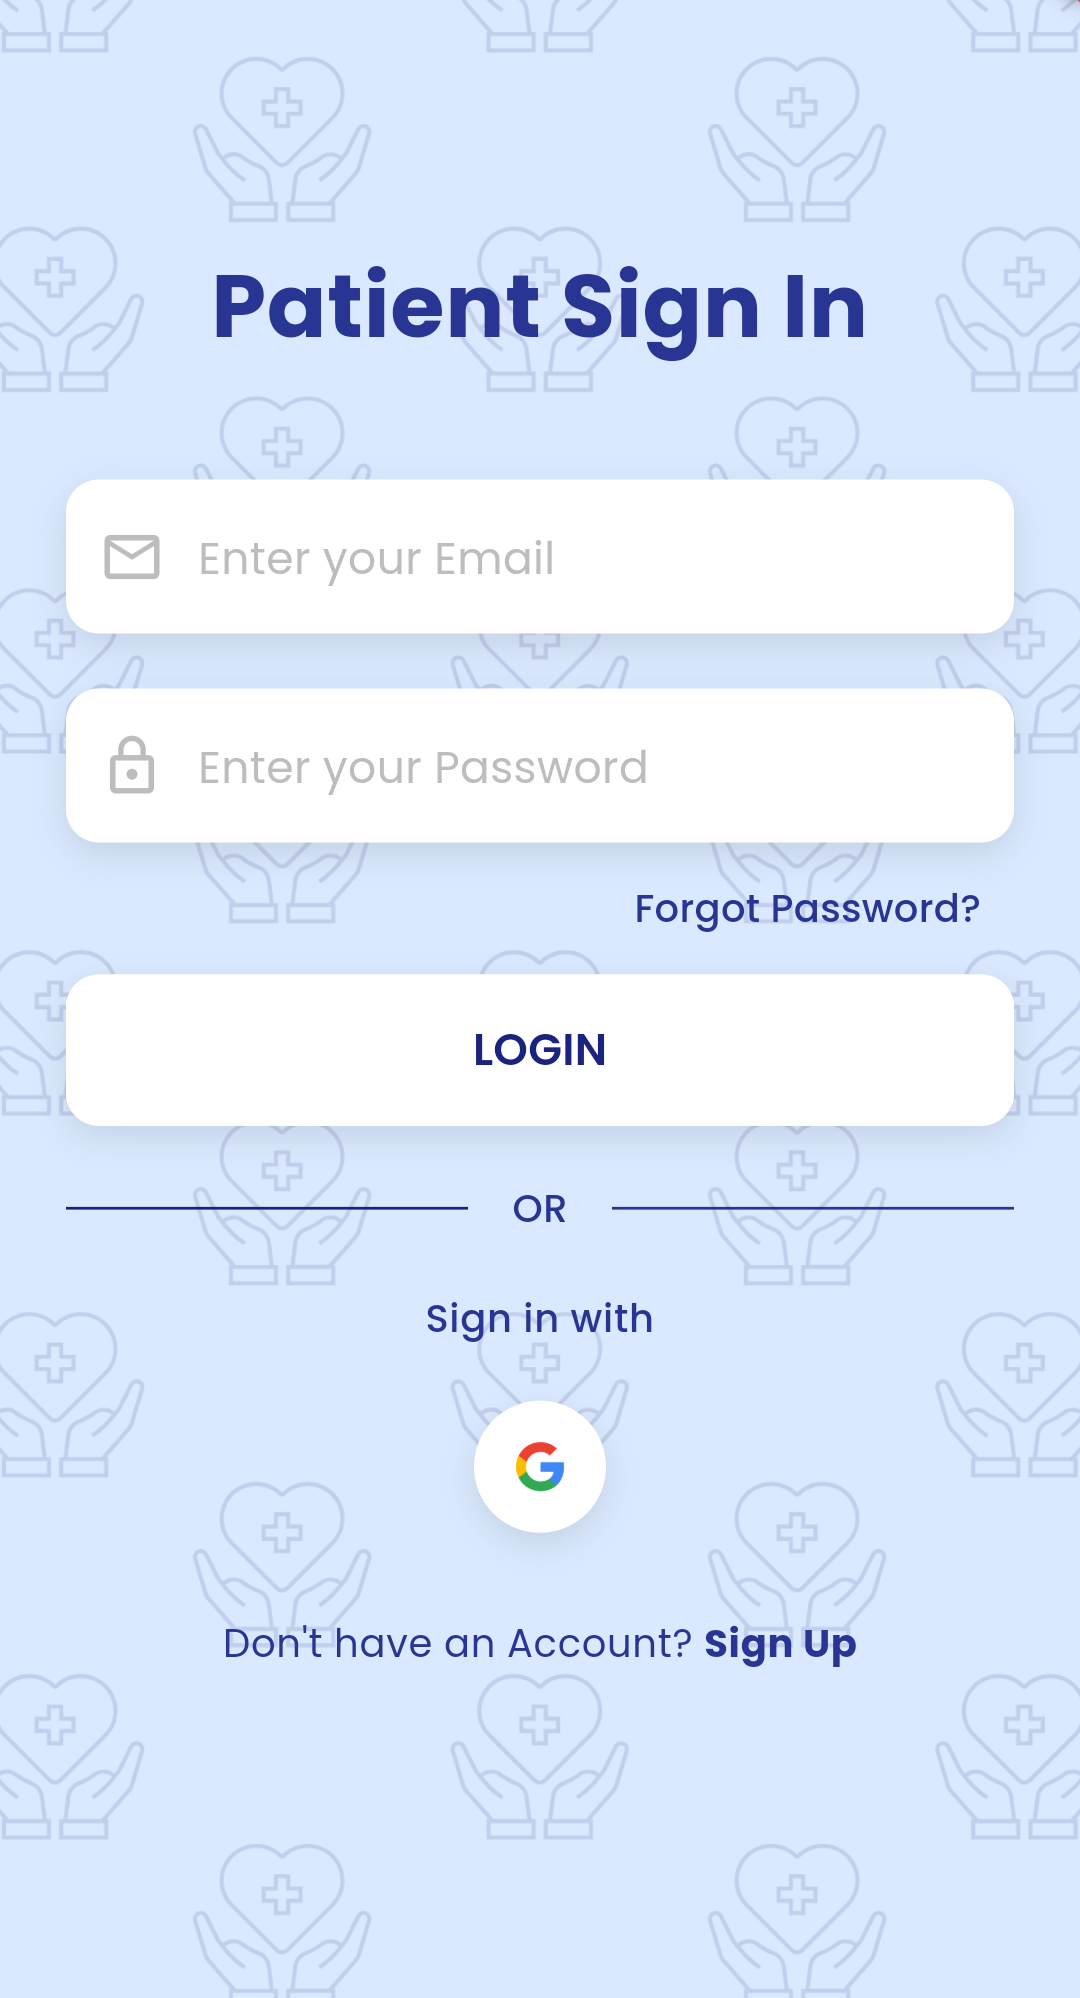 Patient Sign In
Enter your Email
Enter your Password
Forgot Password?
LOGIN
OR
Sign in with
Don't have an Account? Sign Up